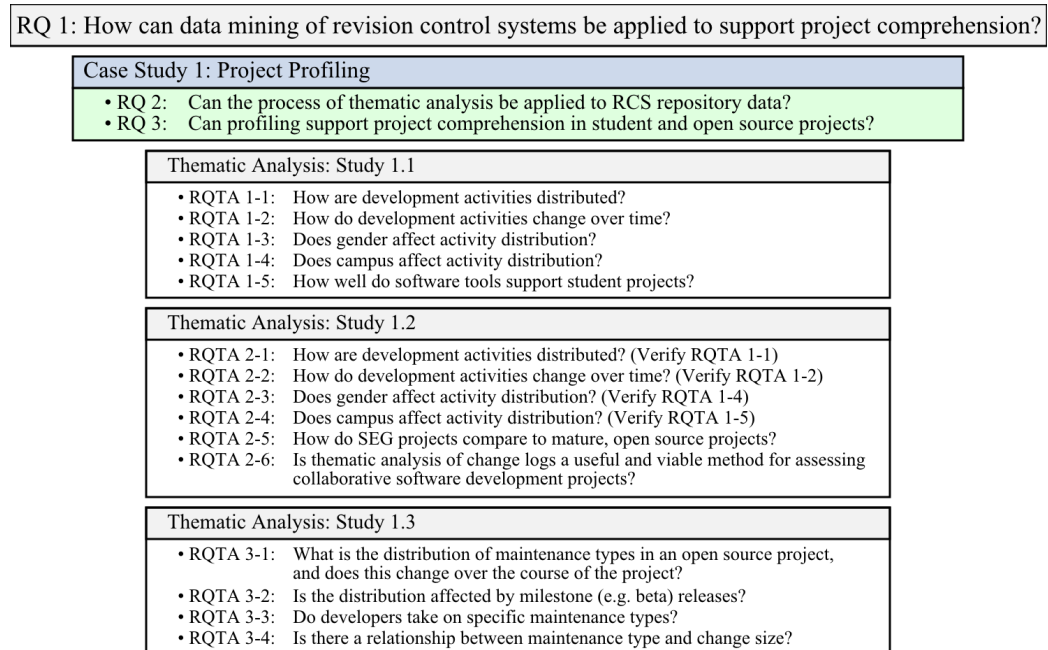 RQ 1: How can data mining of revision control systems be applied to support project comprehension?
Case Study 1: Project Profiling
• RQ 2: Can the process of thematic analysis be applied to RCS repository data?
• RQ 3: Can profiling support project comprehension in student and open source projects?
Thematic Analysis: Study 1.1
• RQTA 1-1: How are development activities distributed?
• RQTA 1-2: How do development activities change over time?
• RQTA 1-3: Does gender affect activity distribution?
• RQTA 1-4: Does campus affect activity distribution?
• RQTA 1-5: How well do software tools support student projects?
Thematic Analysis: Study 1.2
• RQTA 2-1: How are development activities distributed? (Verify RQTA 1-1)
• RQTA 2-2: How do development activities change over time? (Verify RQTA 1-2)
• RQTA 2-3: Does gender affect activity distribution? (Verify RQTA 1-4)
• RQTA 2-4: Does campus affect activity distribution? (Verify RQTA 1-5)
• RQTA 2-5: How do SEG projects compare to mature, open source projects?
• RQTA 2-6: Is thematic analysis of change logs a useful and viable method for assessing
collaborative software development projects?
Thematic Analysis: Study 1.3
• RQTA 3-1: What is the distribution of maintenance types in an open source project,
and does this change over the course of the project?
• RQTA 3-2: Is the distribution affected by milestone (e.g. beta) releases?
• RQTA 3-3: Do developers take on specific maintenance types?
• RQTA 3-4: Is there a relationship between maintenance type and change size?